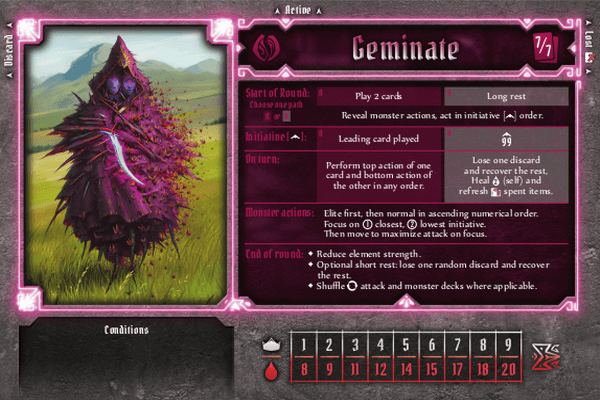 Active
Discard
Lost
Geminate
7/7
Start of Round:
Choose one path
or
Play 2 cards
Long rest
Reveal monster actions, act in initiative [ ] order.
Initiative [ ]:
Leading card played
99
On turn:
Perform top action of one
card and bottom action of
the other in any order.
Lose one discard
and recover the rest,
Heal 2 (self) and
refresh spent items.
Monster actions:
Elite first, then normal in ascending numerical order.
Focus on ① closest, ② lowest initiative.
Then move to maximize attack on focus.
End of round:
◆ Reduce element strength.
◆ Optional short rest: lose one random discard and recover
the rest.
◆ Shuffle attack and monster decks where applicable.
Conditions
1 2 3 4 5 6 7 8 9
8 9 11 12 14 15 17 18 20